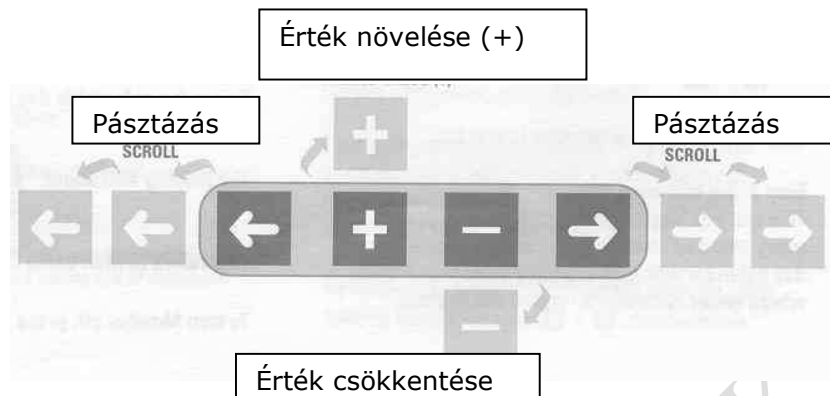 Érték növelése (+)
Pásztázás
Pásztázás
SCROLL
SCROLL
Érték csökkentése